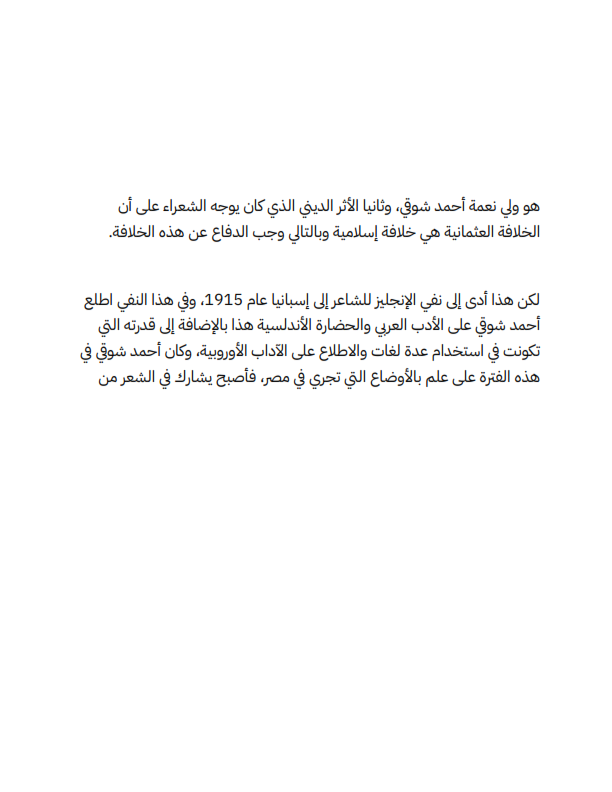 هو ولي نعمة أحمد شوقي، وثانيا الأثر الديني الذي كان يوجه الشعراء على أن
الخلافة العثمانية هي خلافة إسلامية وبالتالي وجب الدفاع عن هذه الخلافة.
لكن هذا أدى إلى نفي الإنجليز للشاعر إلى إسبانيا عام 1915، وفي هذا النفي اطلع
أحمد شوقي على الأدب العربي والحضارة الأندلسية هذا بالإضافة إلى قدرته التي
تكونت في استخدام عدة لغات والاطلاع على الآداب الأوروبية، وكان أحمد شوقي في
هذه الفترة على علم بالأوضاع التي تجري في مصر، فأصبح يشارك في الشعر من